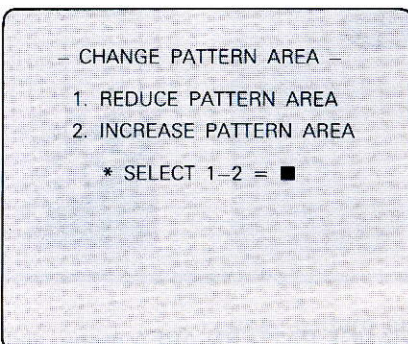 – CHANGE PATTERN AREA –
1. REDUCE PATTERN AREA
2. INCREASE PATTERN AREA
* SELECT 1–2 = ■